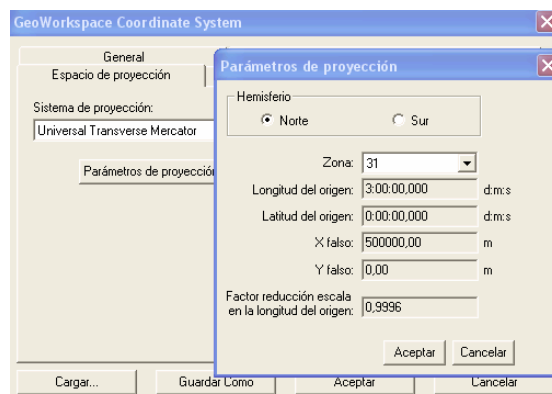 GeoWorkspace Coordinate System
General
Espacio de proyección
Sistema de proyección:
Universal Transverse Mercator
Parámetros de proyección
Parámetros de proyección
Hemisferio
Norte
Sur
Zona: 31
Longitud del origen: 3:00:00,000 d:m:s
Latitud del origen: 0:00:00,000 d:m:s
X falso: 500000,00 m
Y falso: 0,00 m
Factor reducción escala
en la longitud del origen: 0,9996
Aceptar Cancelar
Cargar... Guardar Como Aceptar Cancelar